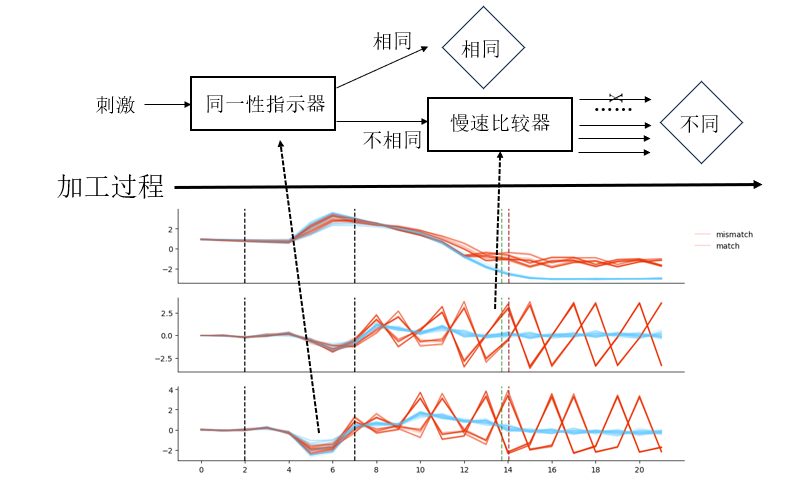 相同
相同
刺激
同一性指示器
不相同
慢速比较器
......
不同
加工过程
2
0
−2
mismatch
match
2.5
0.0
−2.5
4
2
0
−2
0 2 4 6 8 10 12 14 16 18 20